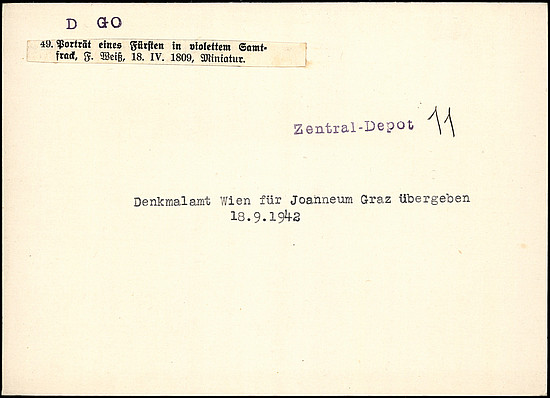 D GO
49. Porträt eines Fürsten in violettem Samt-
frack, F. Weiß, 18. IV. 1809, Miniatur.
Zentral-Depot 11
Denkmalamt Wien für Joanneum Graz übergeben
18.9.1942